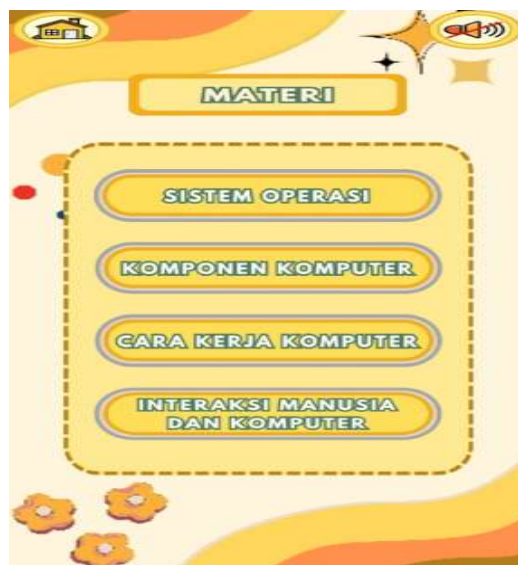 MATERI
SISTEM OPERASI
KOMPONEN KOMPUTER
CARA KERJA KOMPUTER
INTERAKSI MANUSIA
DAN KOMPUTER